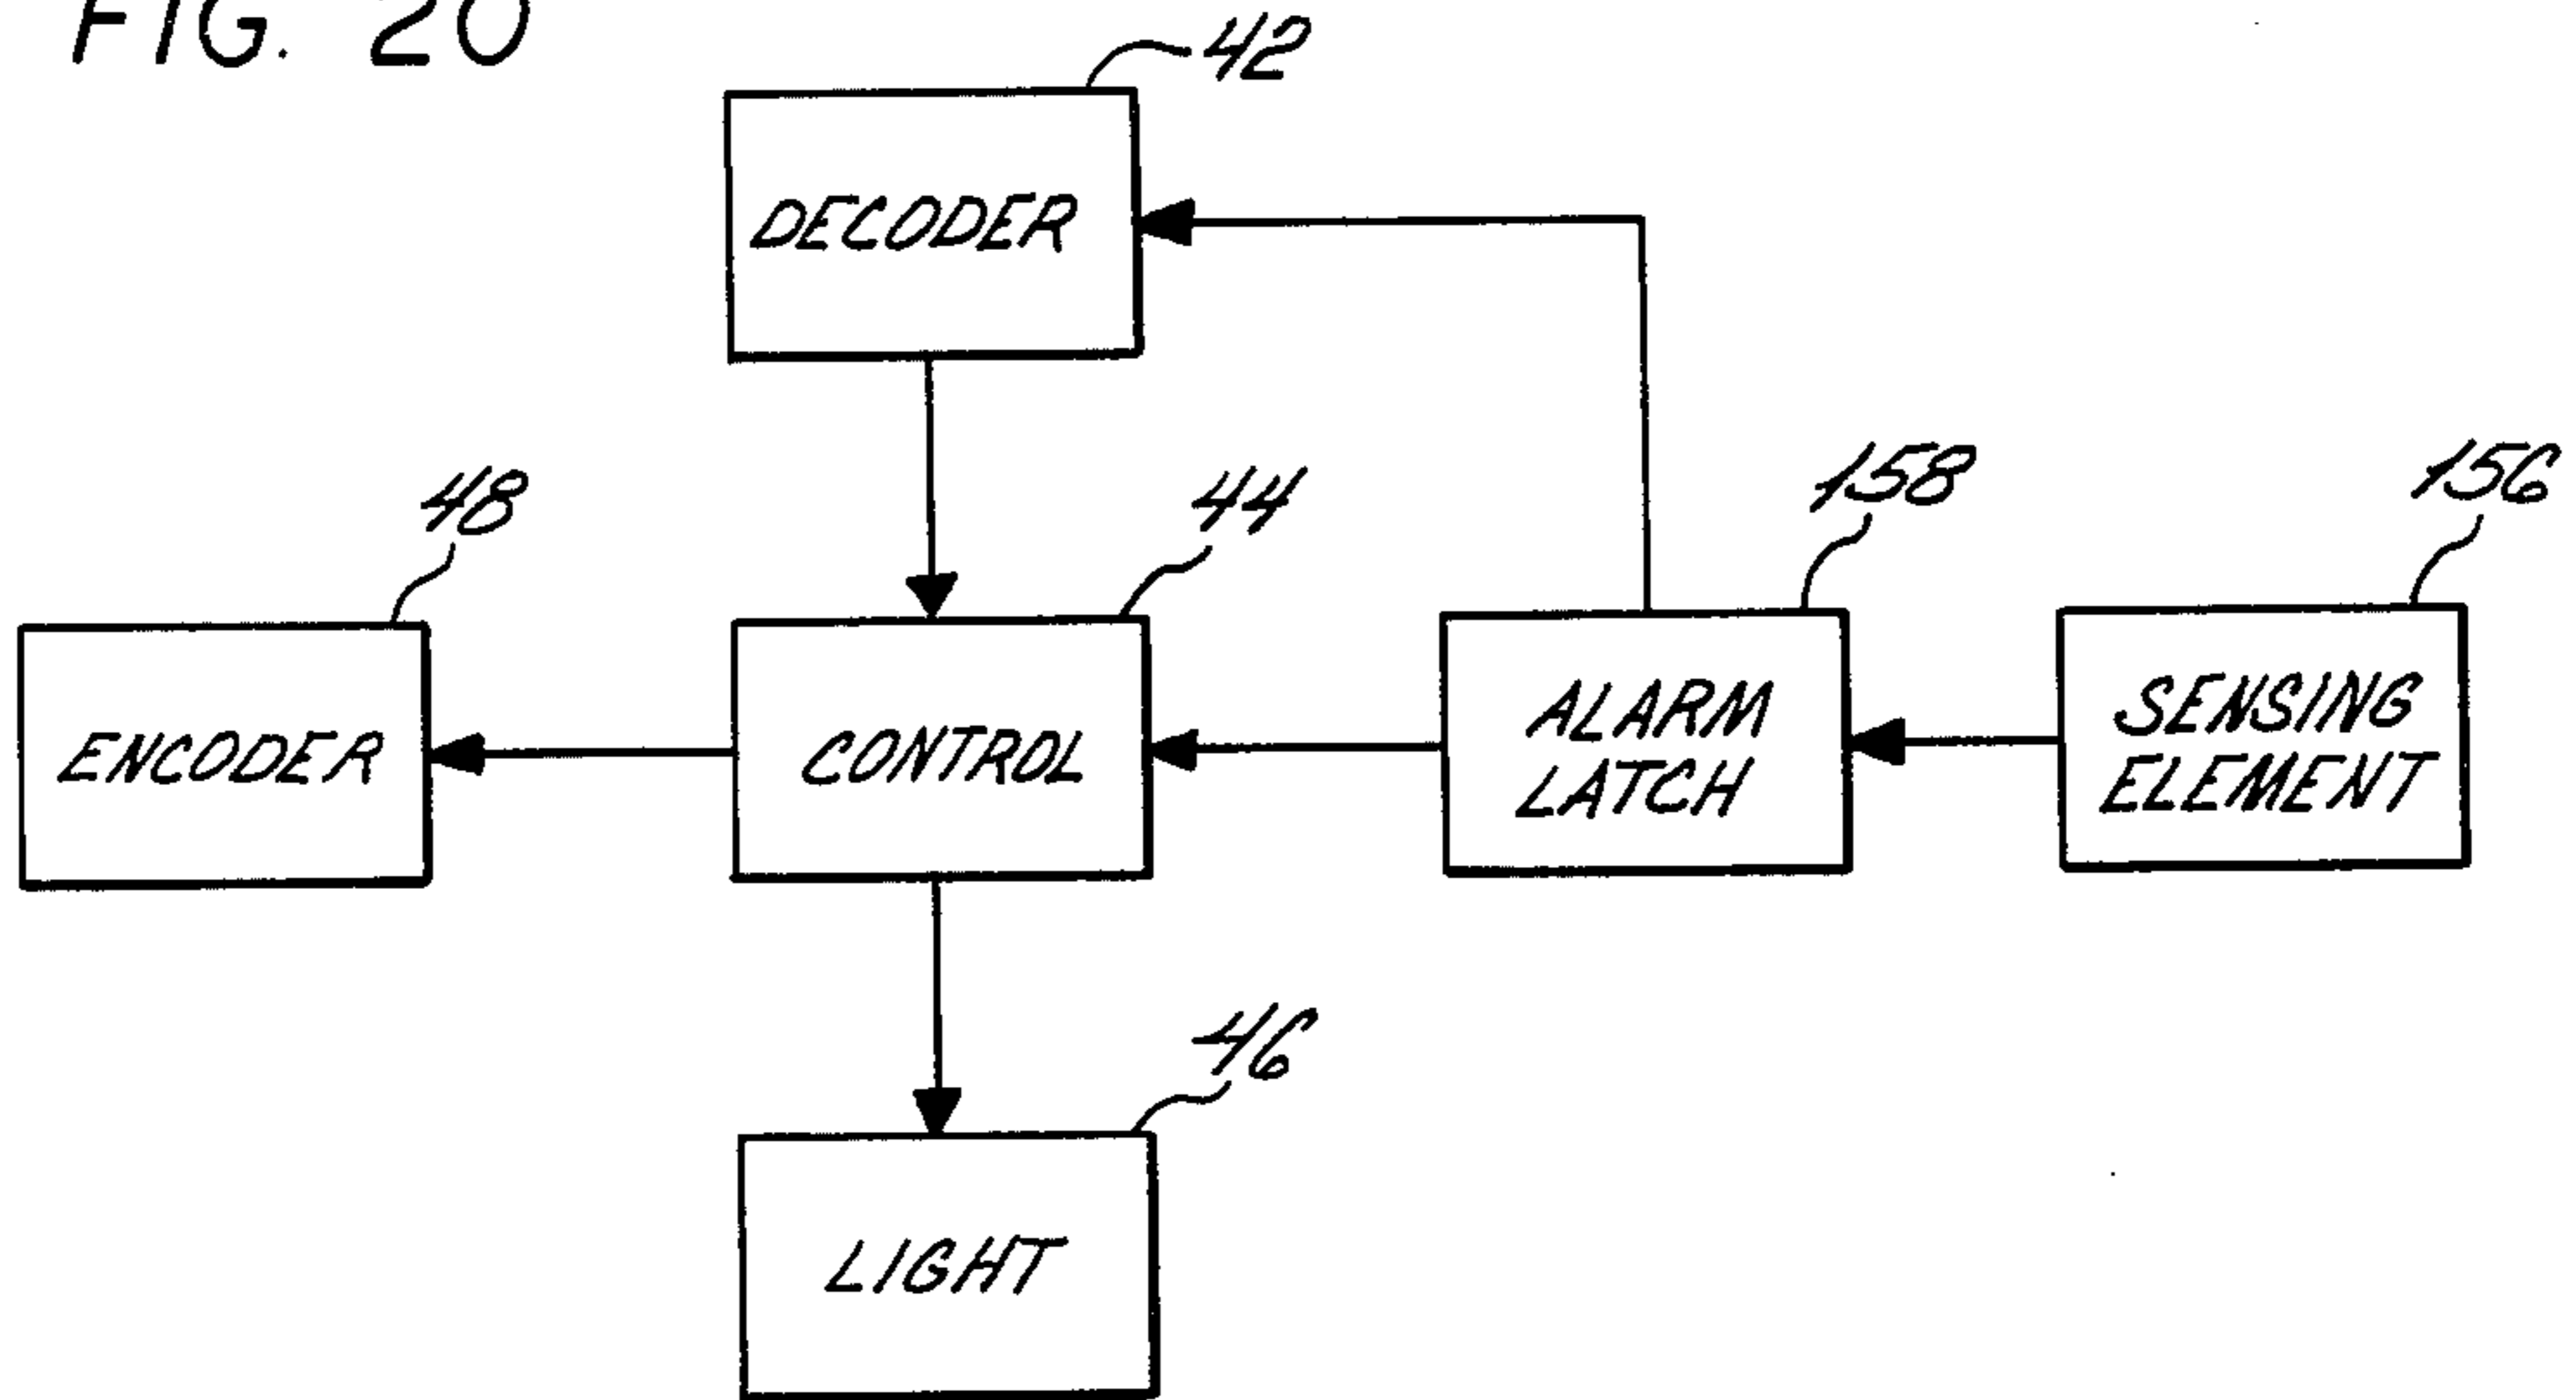 FIG. 20
42
DECODER
48
44
158
156
ENCODER
CONTROL
ALARM
LATCH
SENSING
ELEMENT
46
LIGHT